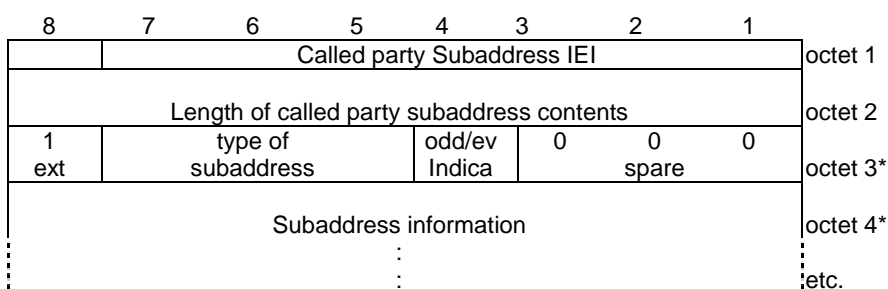 8 7 6 5 4 3 2 1
Called party Subaddress IEI octet 1
Length of called party subaddress contents octet 2
1 type of odd/ev 0 0 0
ext subaddress Indica spare octet 3*
Subaddress information octet 4*
:
: etc.